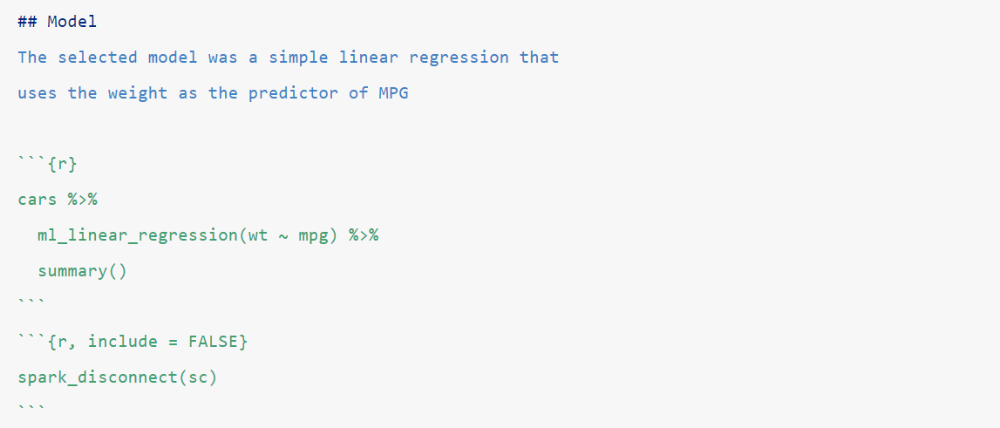 ## Model
The selected model was a simple linear regression that
uses the weight as the predictor of MPG
```{r}
cars %>%
  ml_linear_regression(wt ~ mpg) %>%
  summary()
```
```{r, include = FALSE}
spark_disconnect(sc)
```